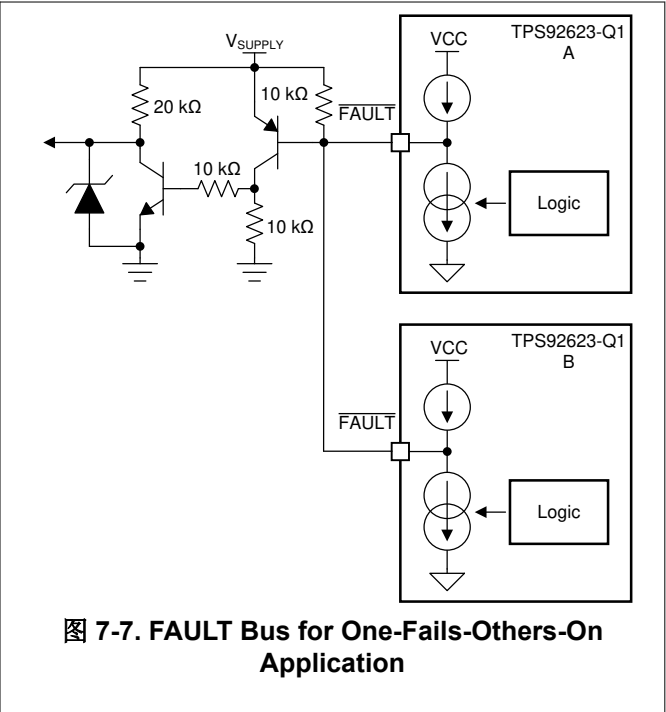 V_SUPPLY
20 kΩ
10 kΩ
10 kΩ
10 kΩ
FAULT
VCC
TPS92623-Q1
A
Logic
FAULT
VCC
TPS92623-Q1
B
Logic
图 7-7. FAULT Bus for One-Fails-Others-On
Application